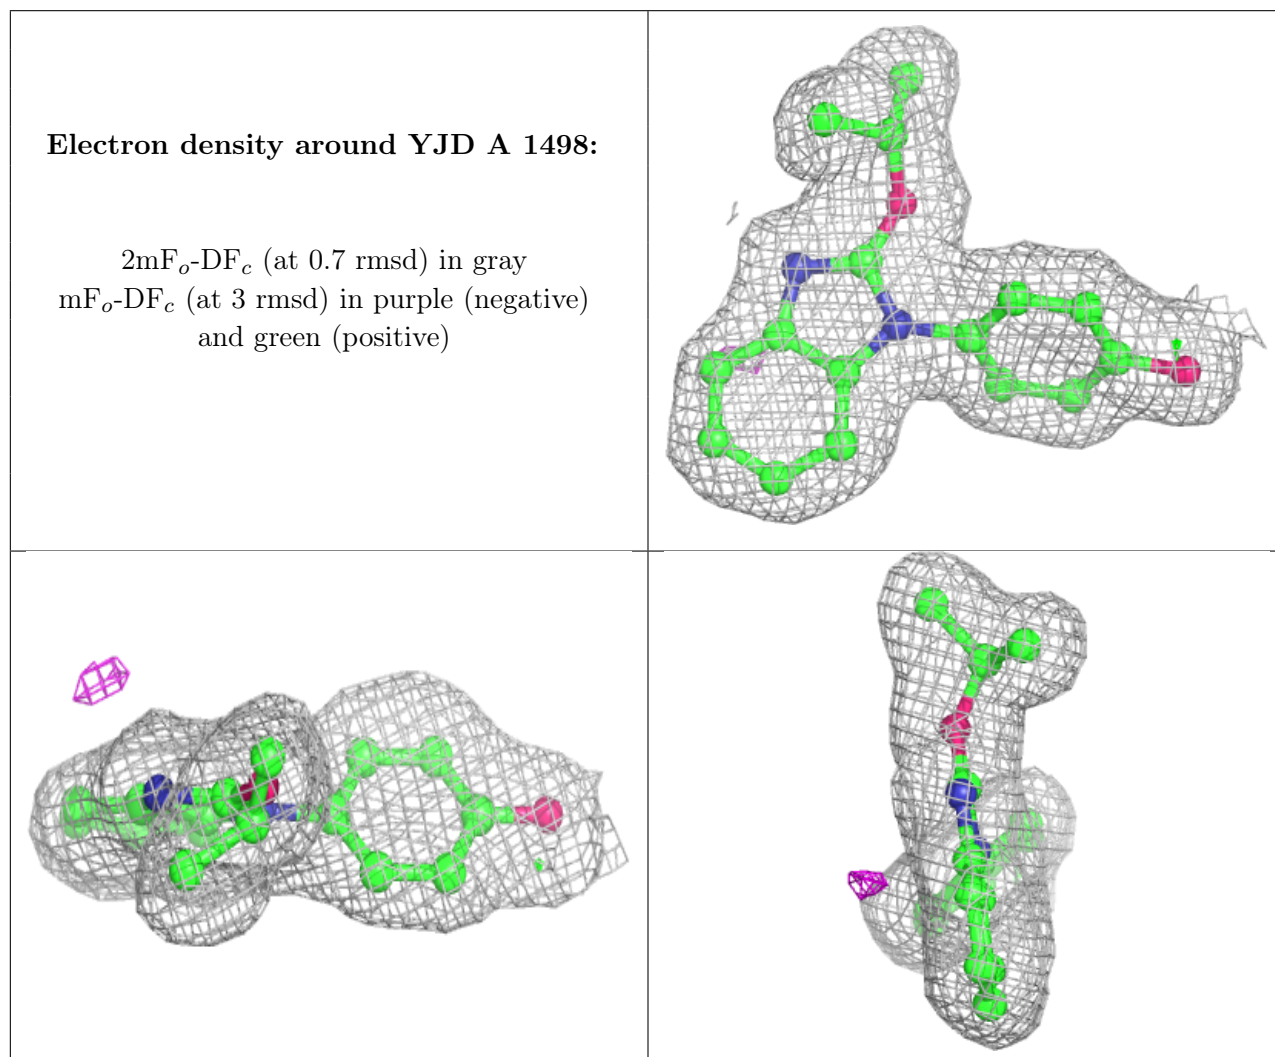 Electron density around YJD A 1498:
2mFo-DFc (at 0.7 rmsd) in gray
mFo-DFc (at 3 rmsd) in purple (negative)
and green (positive)